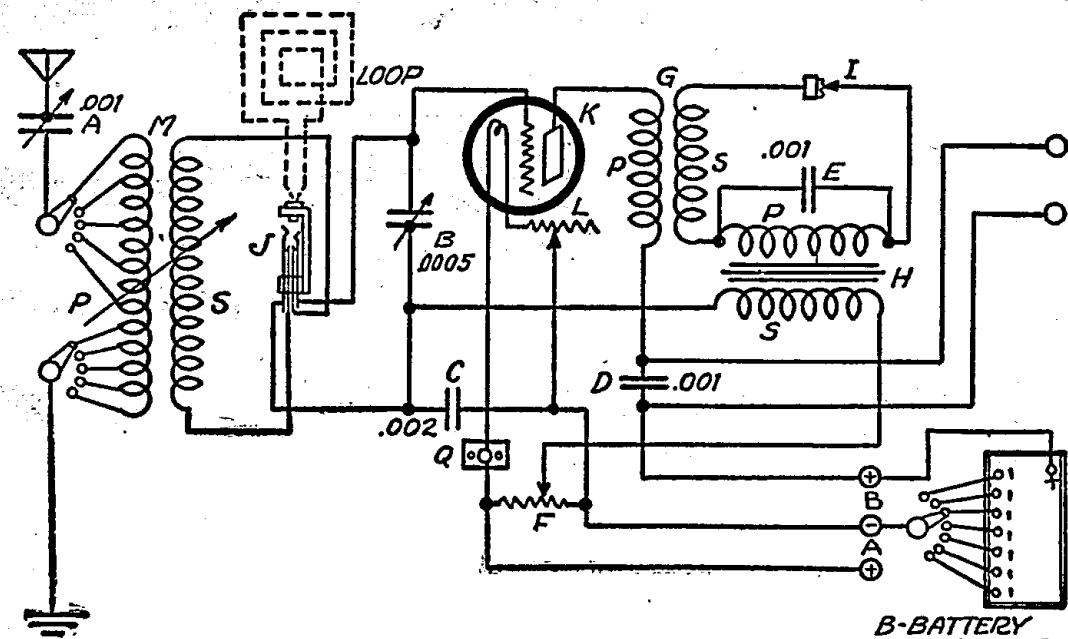 LOOP
.001
A
M
P
S
J
K
L
B
.0005
G
P
S
I
.001
E
P
H
S
C
.002
D
.001
Q
F
+
B
-
A
+
+
B-BATTERY